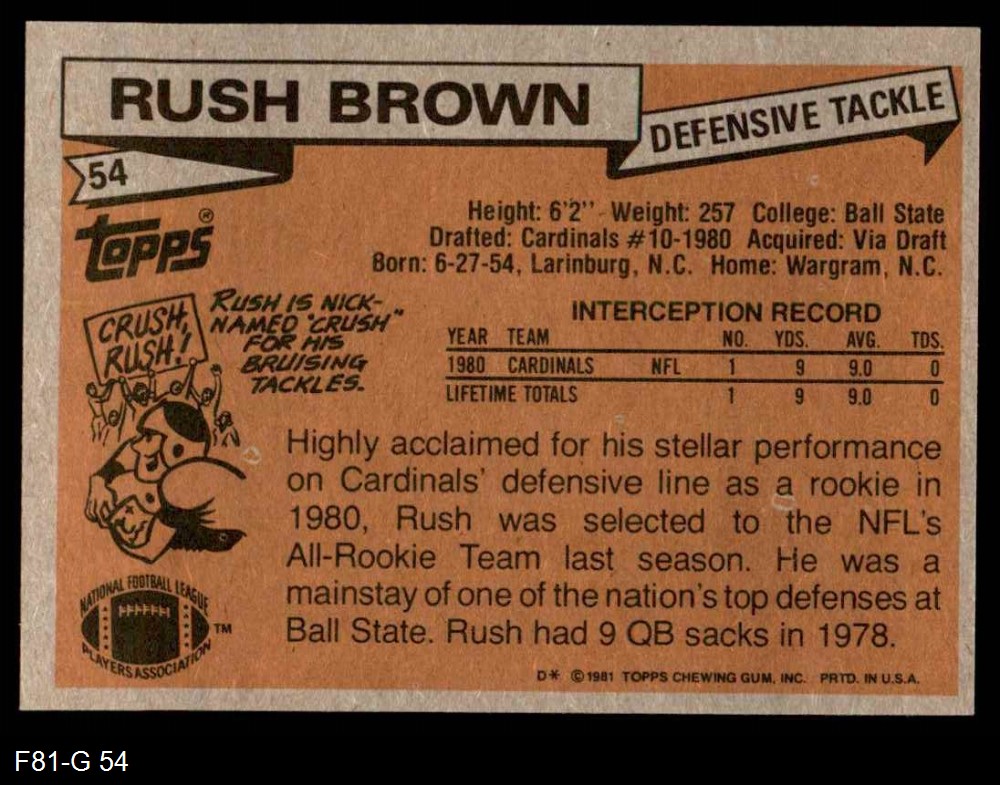 RUSH BROWN
DEFENSIVE TACKLE
54
TOPPS®
Height: 6'2'' Weight: 257 College: Ball State
Drafted: Cardinals #10-1980 Acquired: Via Draft
Born: 6-27-54, Larinburg, N.C. Home: Wargram, N.C.
CRUSH,
RUSH!
RUSH IS NICK-
NAMED "CRUSH"
FOR HIS
BRUISING
TACKLES.
INTERCEPTION RECORD
YEAR TEAM NO. YDS. AVG. TDS.
1980 CARDINALS NFL 1 9 9.0 0
LIFETIME TOTALS 1 9 9.0 0
Highly acclaimed for his stellar performance
on Cardinals' defensive line as a rookie in
1980, Rush was selected to the NFL's
All-Rookie Team last season. He was a
mainstay of one of the nation's top defenses at
Ball State. Rush had 9 QB sacks in 1978.
NATIONAL FOOTBALL LEAGUE
PLAYERS ASSOCIATION
TM
D* © 1981 TOPPS CHEWING GUM, INC. PRTD. IN U.S.A.
F81-G 54